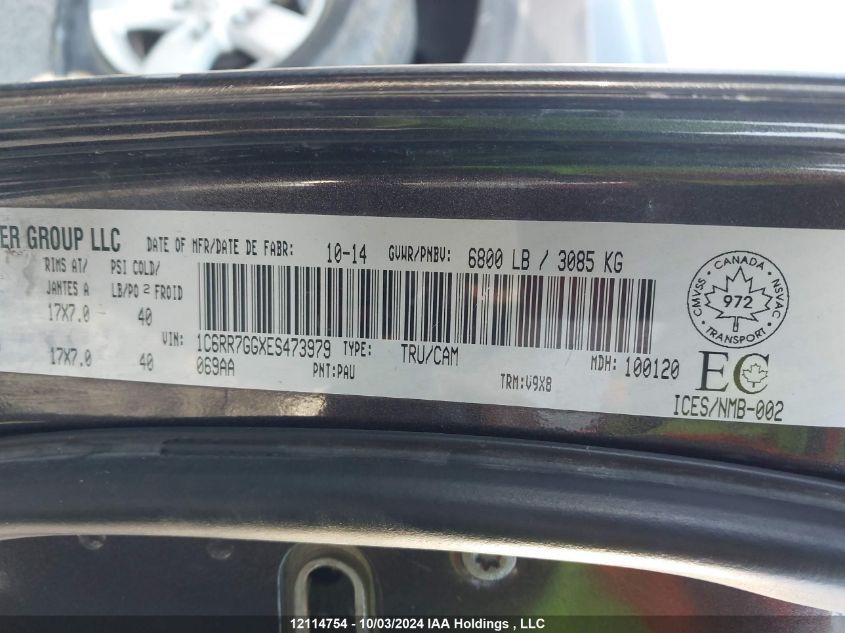 ER GROUP LLC DATE OF MFR/DATE DE FABR: 10-14 GVWR/PNBV: 6800 LB / 3085 KG
RIMS AT/ PSI COLD/
JANTES A LB/PO 2 FROID
17X7.0 - 40
VIN: 1C6RR7GGXES473979 TYPE: TRU/CAM MDH: 100120
17X7.0 40 069AA PNT:PAU TRM:V9X8
CANADA
CMVSS 972 NSVAC
TRANSPORT
EC
ICES/NMB-002
12114754 - 10/03/2024 IAA Holdings , LLC